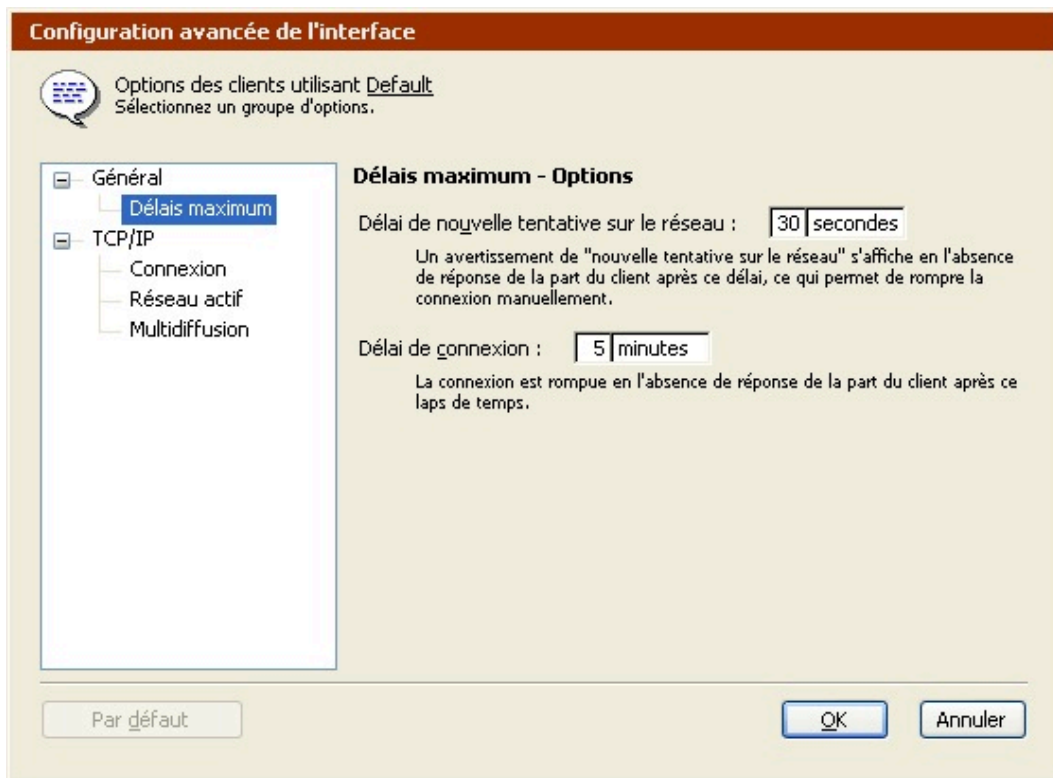 Configuration avancée de l'interface
Options des clients utilisant Default
Sélectionnez un groupe d'options.
Général
Délais maximum
TCP/IP
Connexion
Réseau actif
Multidiffusion
Délais maximum - Options
Délai de nouvelle tentative sur le réseau : 30 secondes
Un avertissement de "nouvelle tentative sur le réseau" s'affiche en l'absence
de réponse de la part du client après ce délai, ce qui permet de rompre la
connexion manuellement.
Délai de connexion : 5 minutes
La connexion est rompue en l'absence de réponse de la part du client après ce
laps de temps.
Par défaut
OK
Annuler